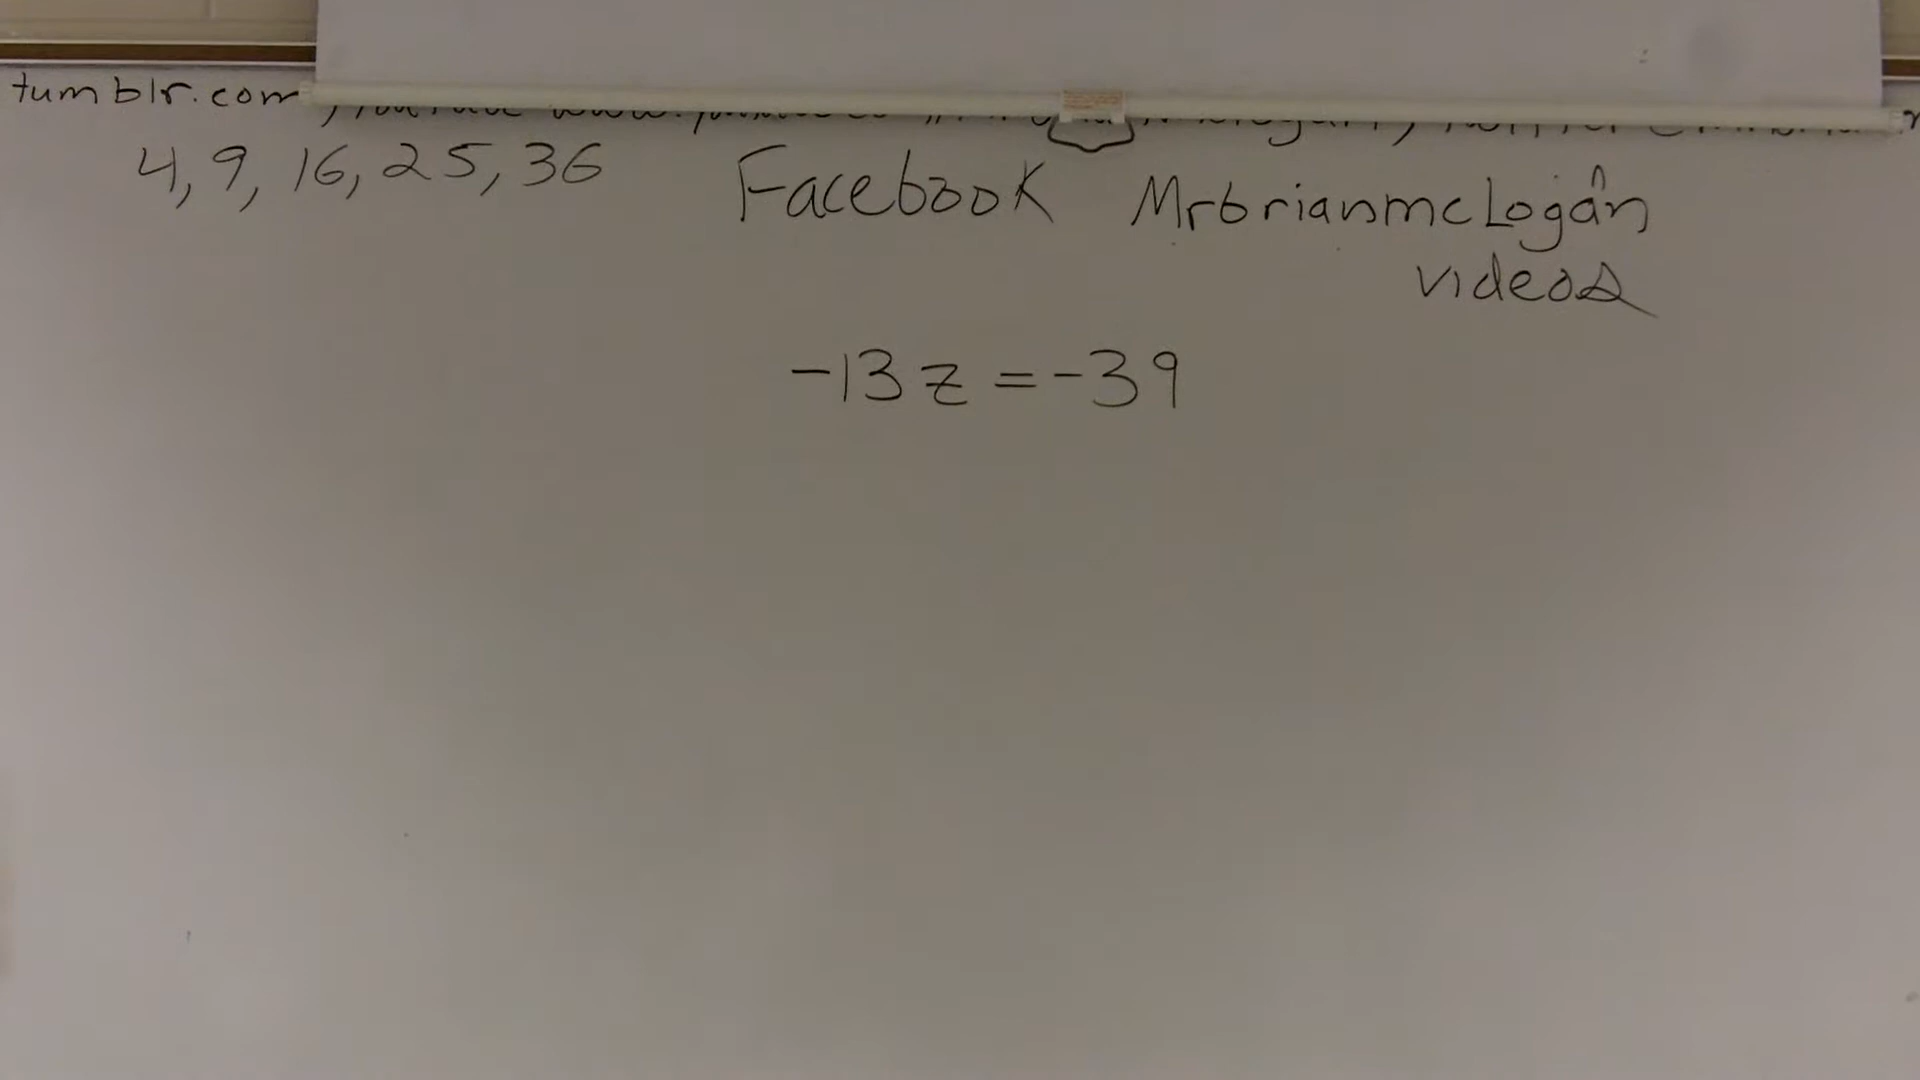 tumblr.com
4, 9, 16, 25, 36
Facebook MrbrianmcLogan
videos
-13z = -39